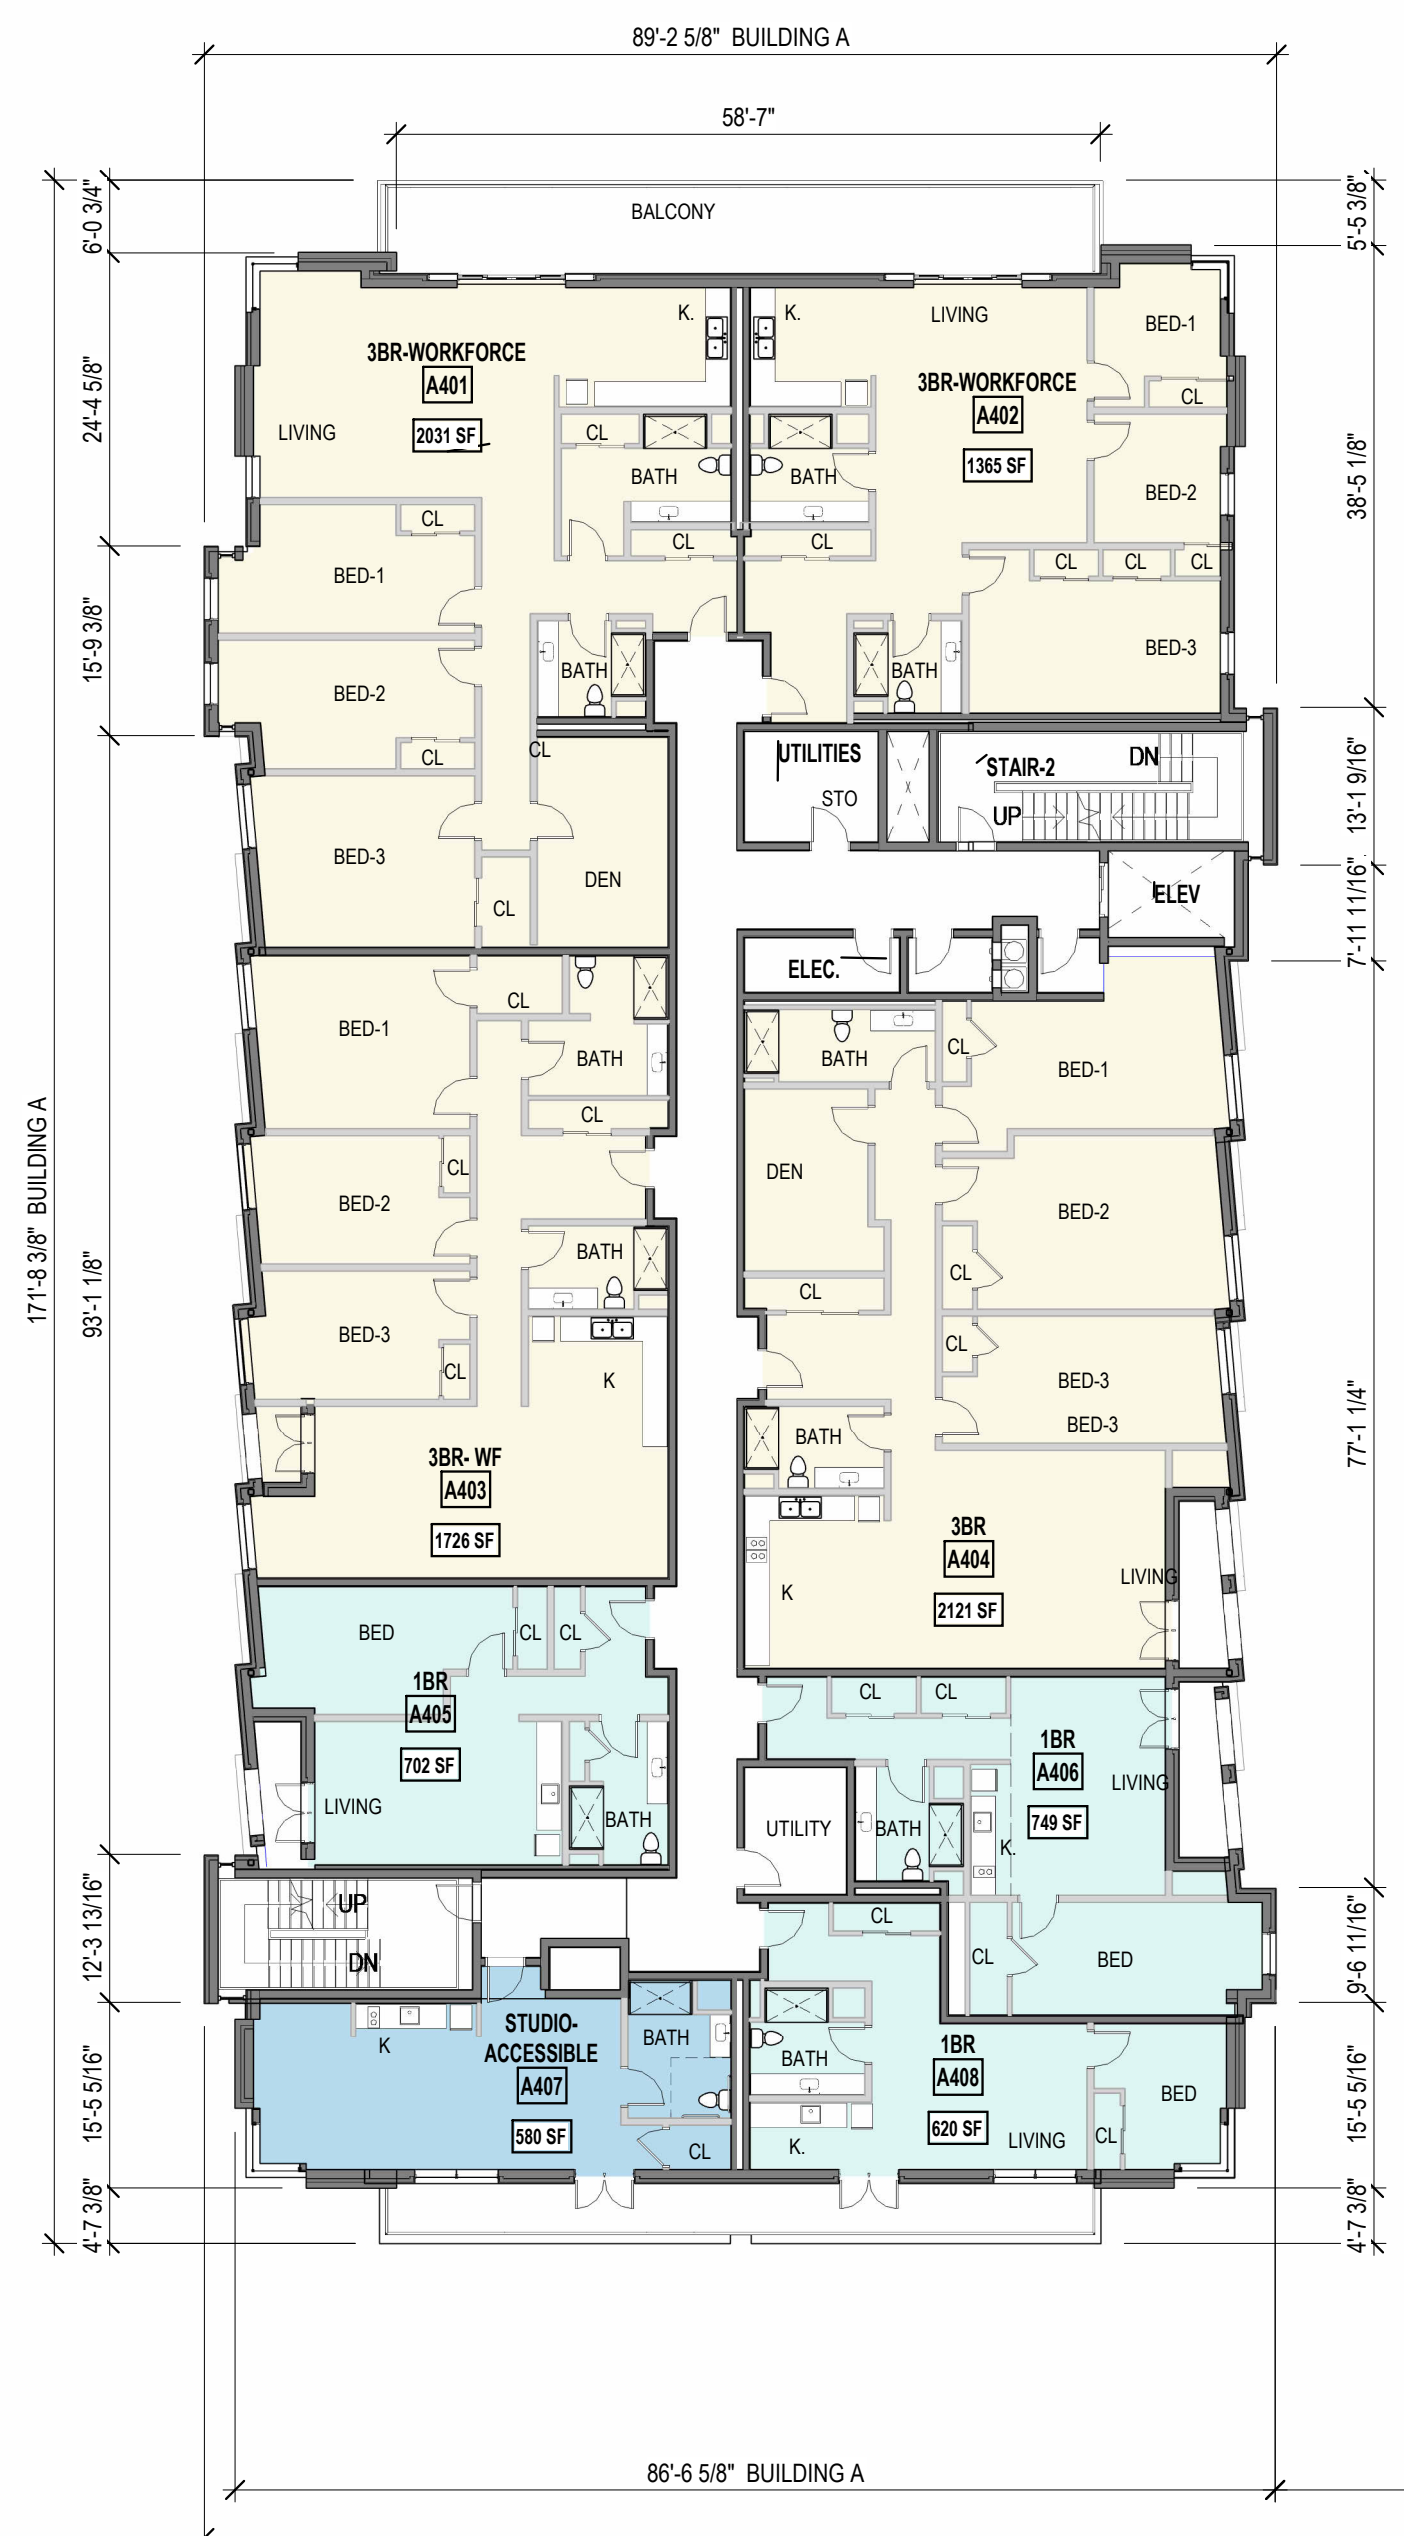 89'-2 5/8" BUILDING A
58'-7"
6'-0 3/4"
5'-5 3/8"
BALCONY
K.
K.
LIVING
BED-1
3BR-WORKFORCE
A401
2031 SF
LIVING
24'-4 5/8"
3BR-WORKFORCE
A402
1365 SF
CL
CL
BATH
BATH
BED-2
38'-5 1/8"
CL
CL
CL
CL
CL
CL
BED-1
BED-3
15'-9 3/8"
BATH
BATH
BED-2
CL
CL
UTILITIES
STO
STAIR-2
DN
UP
13'-1 9/16"
BED-3
DEN
CL
ELEV
7'-11 11/16"
ELEC.
CL
BED-1
BATH
BATH
CL
BED-1
CL
171'-8 3/8" BUILDING A
93'-1 1/8"
CL
BED-2
DEN
BED-2
BATH
CL
CL
BED-3
CL
K
CL
BED-3
BED-3
77'-1 1/4"
BATH
3BR- WF
A403
1726 SF
3BR
A404
2121 SF
LIVING
K
BED
CL
CL
1BR
A405
702 SF
LIVING
BATH
CL
CL
1BR
A406
749 SF
LIVING
UTILITY
BATH
K.
UP
DN
12'-3 13/16"
CL
CL
BED
9'-6 11/16"
STUDIO-
ACCESSIBLE
A407
580 SF
K
BATH
CL
15'-5 5/16"
BATH
1BR
A408
620 SF
K.
LIVING
CL
BED
15'-5 5/16"
4'-7 3/8"
4'-7 3/8"
86'-6 5/8" BUILDING A